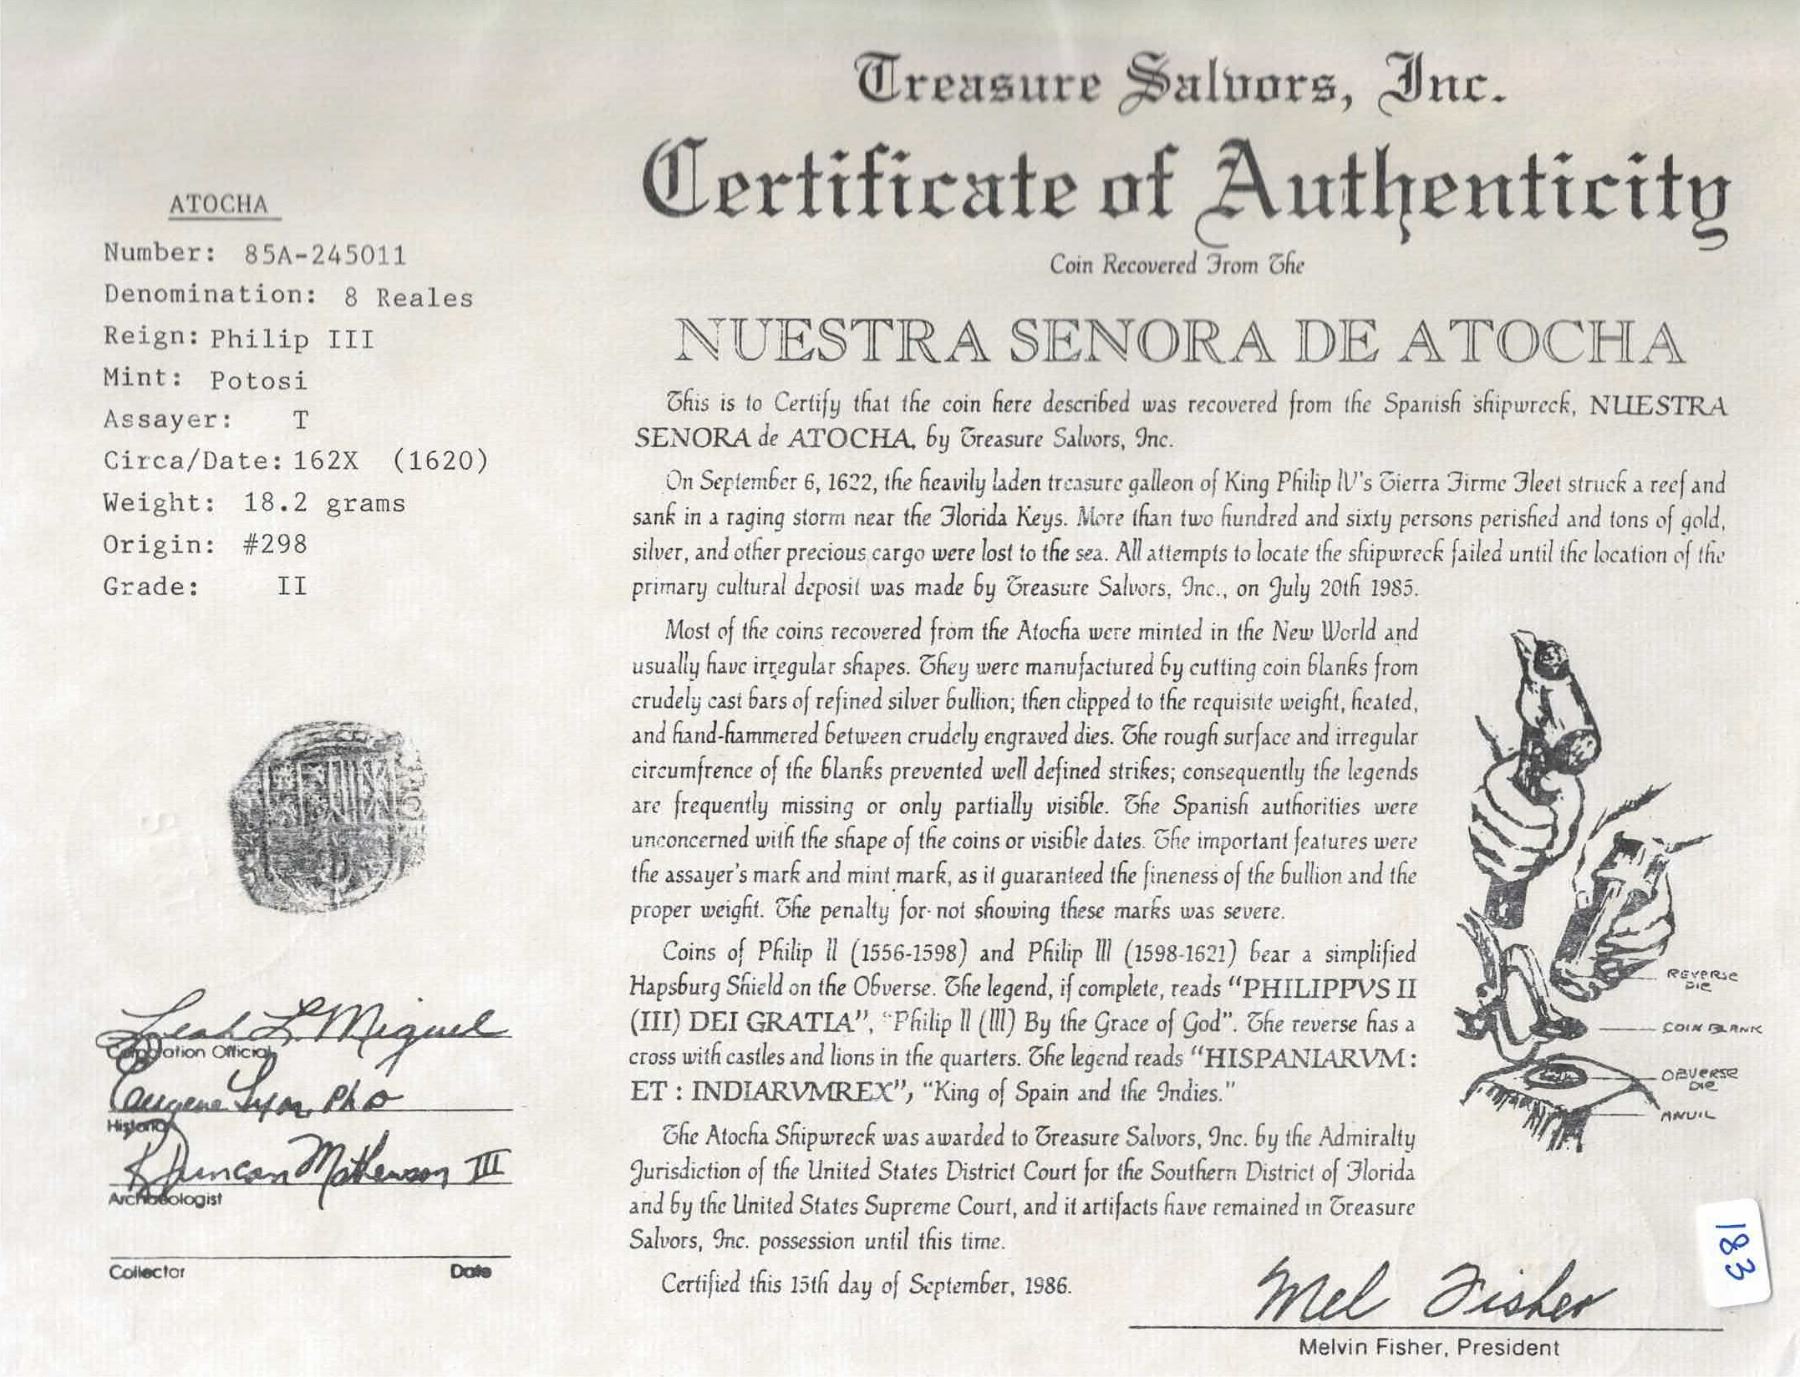 Treasure Salvors, Inc.
Certificate of Authenticity
Coin Recovered From The
NUESTRA SENORA DE ATOCHA
ATOCHA
Number: 85A-245011
Denomination: 8 Reales
Reign: Philip III
Mint: Potosi
Assayer: T
Circa/Date: 162X (1620)
Weight: 18.2 grams
Origin: #298
Grade: II
This is to Certify that the coin here described was recovered from the Spanish shipwreck, NUESTRA
SENORA de ATOCHA, by Treasure Salvors, Inc.
On September 6, 1622, the heavily laden treasure galleon of King Philip IV's Tierra Firme Fleet struck a reef and
sank in a raging storm near the Florida Keys. More than two hundred and sixty persons perished and tons of gold,
silver, and other precious cargo were lost to the sea. All attempts to locate the shipwreck failed until the location of the
primary cultural deposit was made by Treasure Salvors, Inc., on July 20th 1985.
Most of the coins recovered from the Atocha were minted in the New World and
usually have irregular shapes. They were manufactured by cutting coin blanks from
crudely cast bars of refined silver bullion; then clipped to the requisite weight, heated,
and hand-hammered between crudely engraved dies. The rough surface and irregular
circumfrence of the blanks prevented well defined strikes; consequently the legends
are frequently missing or only partially visible. The Spanish authorities were
unconcerned with the shape of the coins or visible dates. The important features were
the assayer's mark and mint mark, as it guaranteed the fineness of the bullion and the
proper weight. The penalty for not showing these marks was severe.
Coins of Philip II (1556-1598) and Philip III (1598-1621) bear a simplified
Hapsburg Shield on the Obverse. The legend, if complete, reads "PHILIPPVS II
(III) DEI GRATIA", "Philip II (III) By the Grace of God". The reverse has a
cross with castles and lions in the quarters. The legend reads "HISPANIARVM :
ET : INDIARVMREX", "King of Spain and the Indies."
The Atocha Shipwreck was awarded to Treasure Salvors, Inc. by the Admiralty
Jurisdiction of the United States District Court for the Southern District of Florida
and by the United States Supreme Court, and it artifacts have remained in Treasure
Salvors, Inc. possession until this time.
Certified this 15th day of September, 1986.
REVERSE
DIE
COIN BLANK
OBVERSE
DIE
ANVIL
Leah L. Miguel
Corporation Official
Eugene Lyon PhD
Historian
R Duncan Mathewson III
Archaeologist
Collector Date
Mel Fisher
Melvin Fisher, President
183